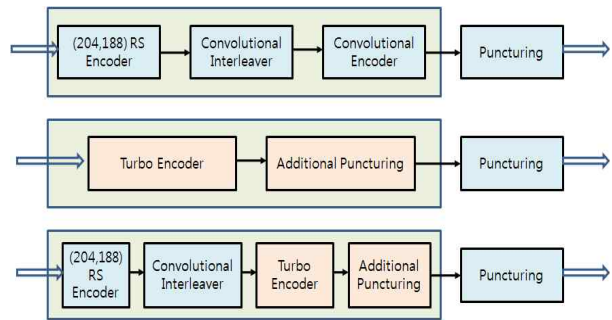 (204,188) RS
Encoder
Convolutional
Interleaver
Convolutional
Encoder
Puncturing
Turbo Encoder
Additional Puncturing
Puncturing
(204,188)
RS
Encoder
Convolutional
Interleaver
Turbo
Encoder
Additional
Puncturing
Puncturing